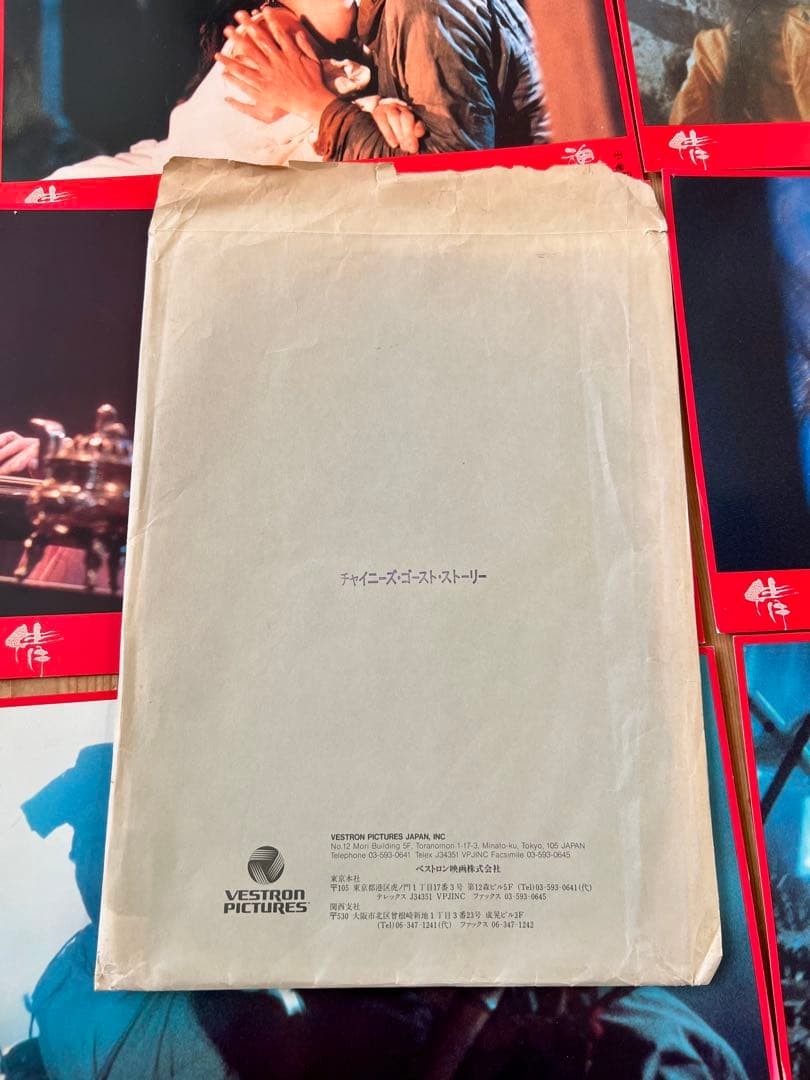 魂
チャイニーズ・ゴースト・ストーリー
VESTRON PICTURES JAPAN, INC
No.12 Mori Building 5F, Toranomon 1-17-3, Minato-ku, Tokyo, 105 JAPAN
Telephone 03-593-0641 Telex J34351 VPJINC Facsimile 03-593-0645
ベストロン映画株式会社
VESTRON
PICTURES
東京本社
〒105 東京都港区虎ノ門1丁目17番3号 第12森ビル5F (Tel)03-593-0641(代)
テレックス J34351 VPJINC ファックス 03-593-0645
関西支社
〒530 大阪市北区曽根崎新地1丁目3番23号 成晃ビル3F
(Tel)06-347-1241(代) ファックス 06-347-1242